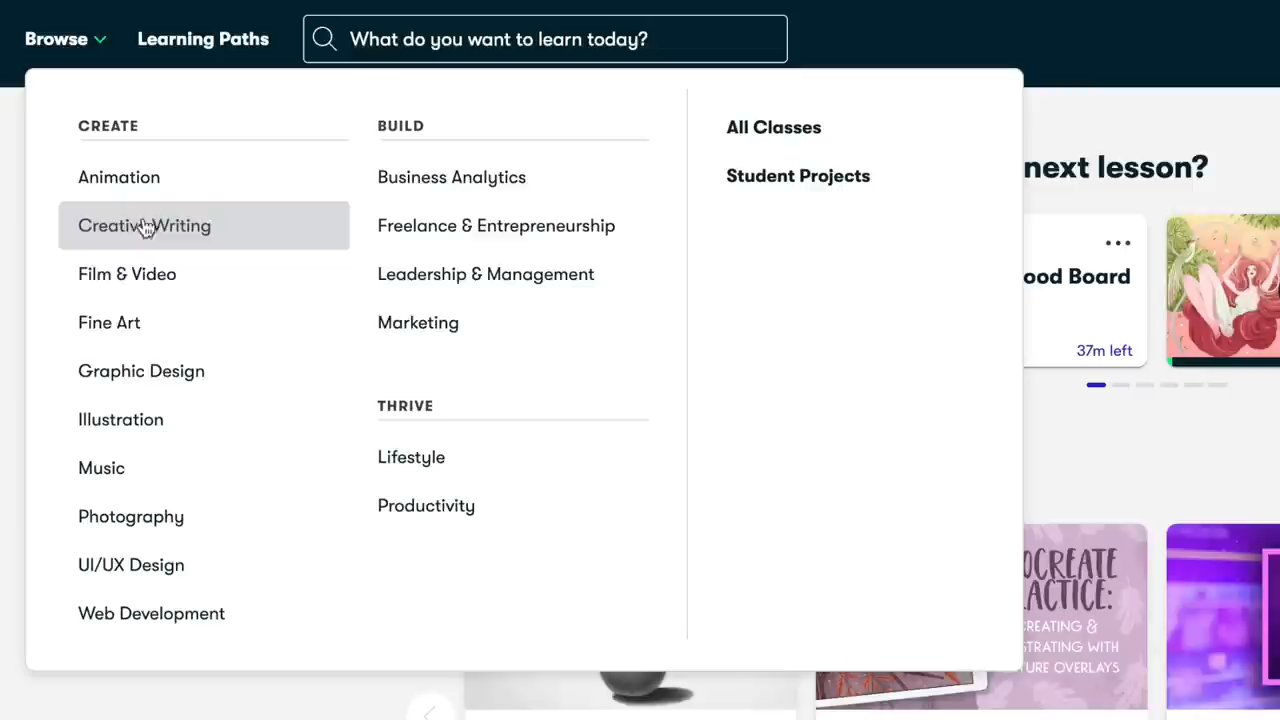 Browse
Learning Paths
What do you want to learn today?
CREATE
Animation
Creative Writing
Film & Video
Fine Art
Graphic Design
Illustration
Music
Photography
UI/UX Design
Web Development
BUILD
Business Analytics
Freelance & Entrepreneurship
Leadership & Management
Marketing
THRIVE
Lifestyle
Productivity
All Classes
Student Projects
next lesson?
ood Board
37m left
OCREATE
ACTICE:
CREATING &
STRATING WITH
URE OVERLAYS